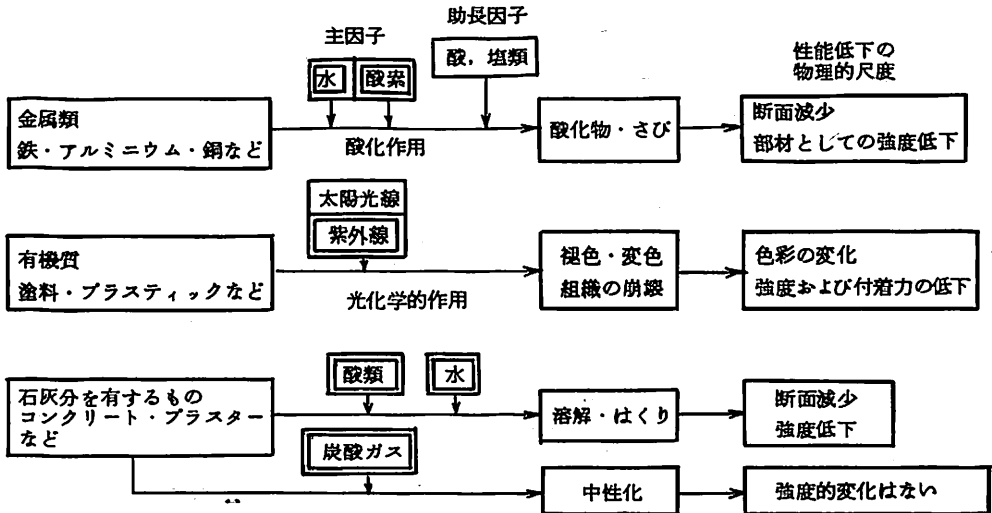 助長因子
主因子
酸，塩類
性能低下の
物理的尺度
水
酸素
金属類
鉄・アルミニウム・銅など
酸化作用
酸化物・さび
断面減少
部材としての強度低下
太陽光線
紫外線
有機質
塗料・プラスティックなど
光化学的作用
褪色・変色
組織の崩壊
色彩の変化
強度および付着力の低下
酸類
水
石灰分を有するもの
コンクリート・プラスター
など
溶解・はくり
断面減少
強度低下
炭酸ガス
中性化
強度的変化はない